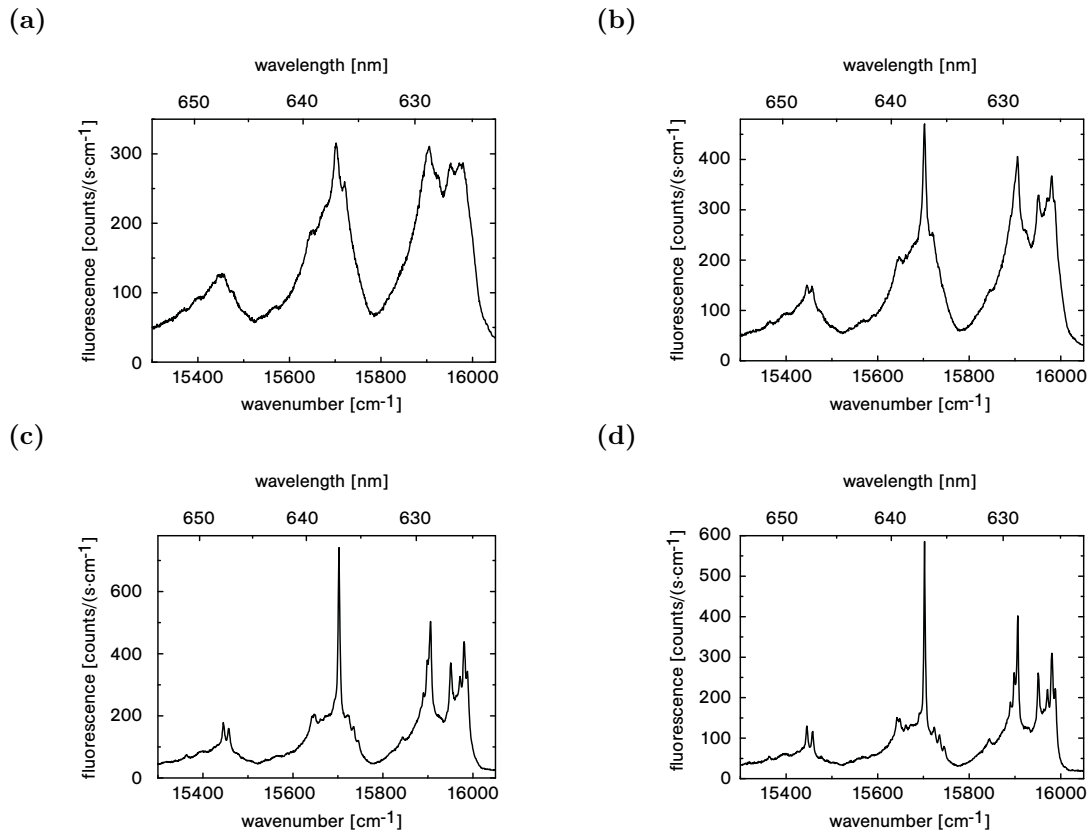 (a)
wavelength [nm]
650 640 630
fluorescence [counts/(s·cm⁻¹)]
300
200
100
0
15400 15600 15800 16000
wavenumber [cm⁻¹]
(b)
wavelength [nm]
650 640 630
fluorescence [counts/(s·cm⁻¹)]
400
300
200
100
0
15400 15600 15800 16000
wavenumber [cm⁻¹]
(c)
wavelength [nm]
650 640 630
fluorescence [counts/(s·cm⁻¹)]
600
400
200
0
15400 15600 15800 16000
wavenumber [cm⁻¹]
(d)
wavelength [nm]
650 640 630
fluorescence [counts/(s·cm⁻¹)]
600
500
400
300
200
100
0
15400 15600 15800 16000
wavenumber [cm⁻¹]